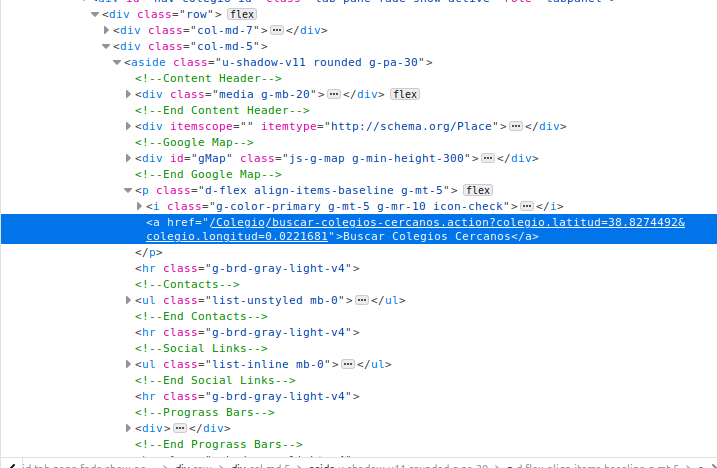 <div class="row"> flex
<div class="col-md-7"> ⋯ </div>
<div class="col-md-5">
<aside class="u-shadow-v11 rounded g-pa-30">
<!--Content Header-->
<div class="media g-mb-20"> ⋯ </div> flex
<!--End Content Header-->
<div itemscope="" itemtype="http://schema.org/Place"> ⋯ </div>
<!--Google Map-->
<div id="gMap" class="js-g-map g-min-height-300"> ⋯ </div>
<!--End Google Map-->
<p class="d-flex align-items-baseline g-mt-5"> flex
<i class="g-color-primary g-mt-5 g-mr-10 icon-check"> ⋯ </i>
<a href="/Colegio/buscar-colegios-cercanos.action?colegio.latitud=38.8274492&
colegio.longitud=0.0221681">Buscar Colegios Cercanos</a>
</p>
<hr class="g-brd-gray-light-v4">
<!--Contacts-->
<ul class="list-unstyled mb-0"> ⋯ </ul>
<!--End Contacts-->
<hr class="g-brd-gray-light-v4">
<!--Social Links-->
<ul class="list-inline mb-0"> ⋯ </ul>
<!--End Social Links-->
<hr class="g-brd-gray-light-v4">
<!--Prograss Bars-->
<div> ⋯ </div>
<!--End Prograss Bars-->